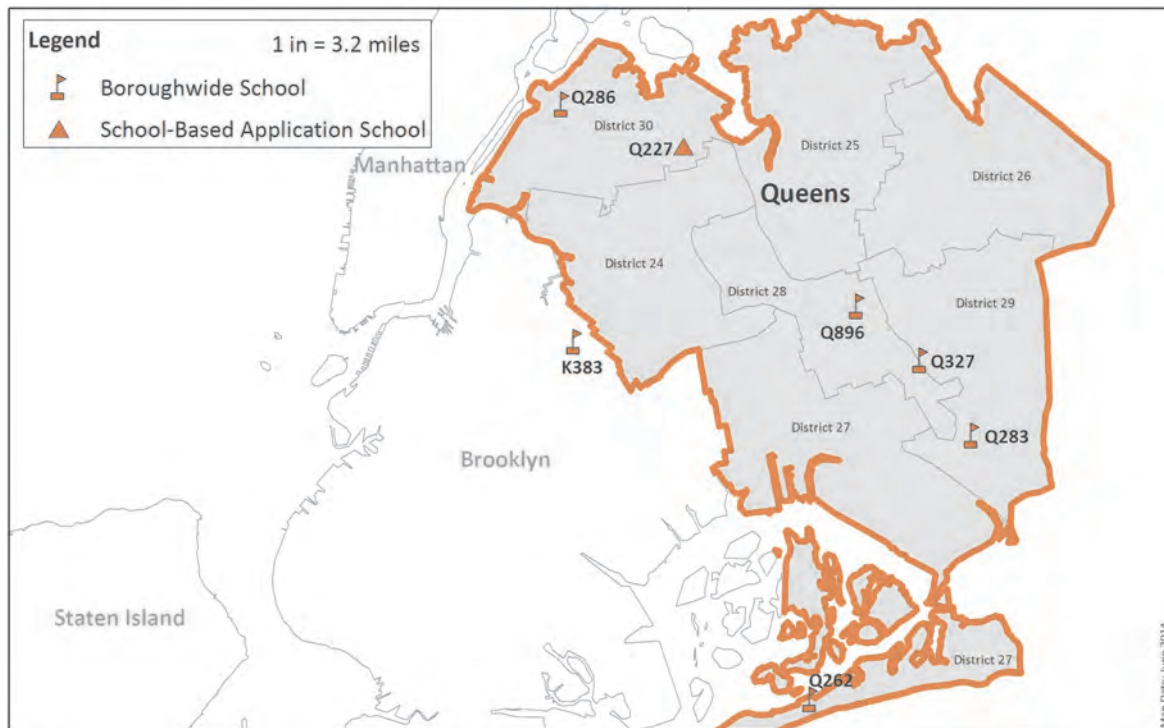 Legend
1 in = 3.2 miles
Boroughwide School
School-Based Application School
Q286
District 30
Q227
District 25
Manhattan
Queens
District 26
District 24
District 28
District 29
Q896
K383
Q327
District 27
Q283
Brooklyn
Staten Island
District 27
Q262
June 2014